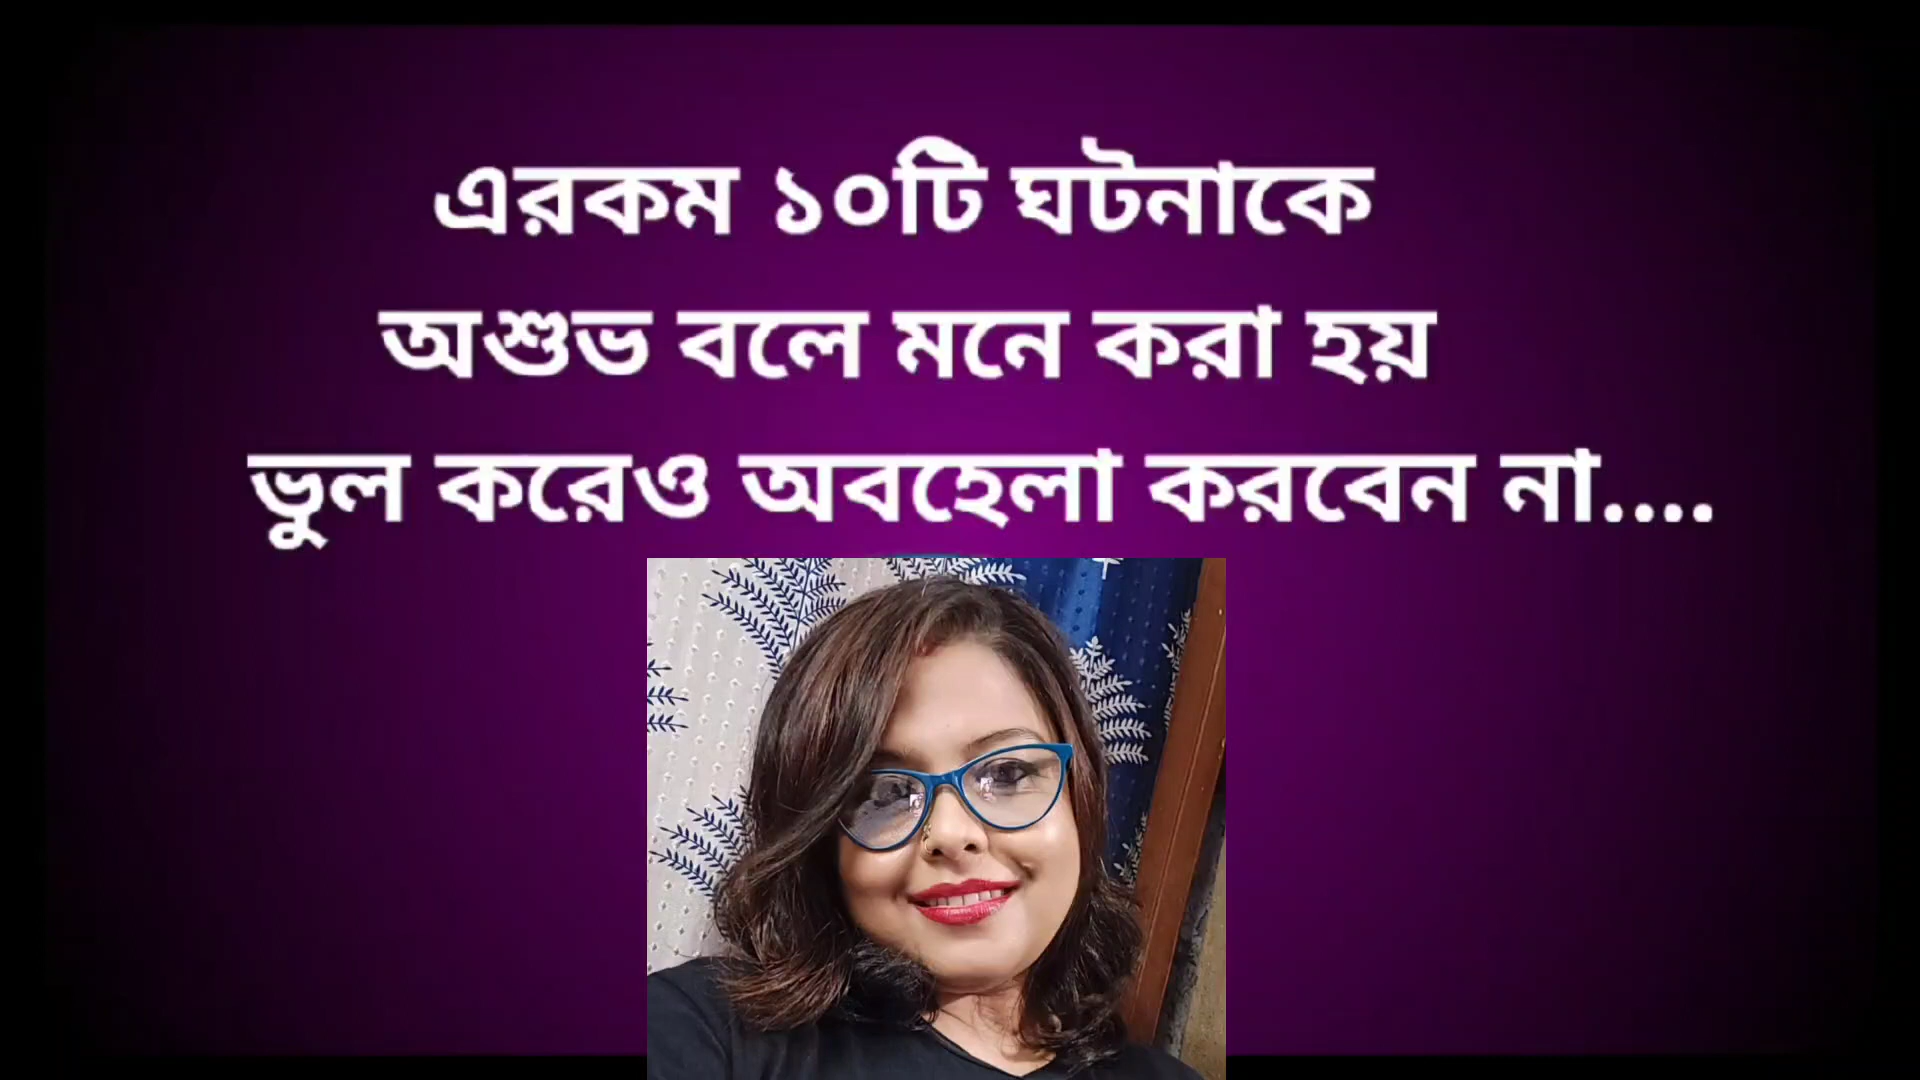 এরকম ১০টি ঘটনাকে
অশুভ বলে মনে করা হয়
ভুল করেও অবহেলা করবেন না....